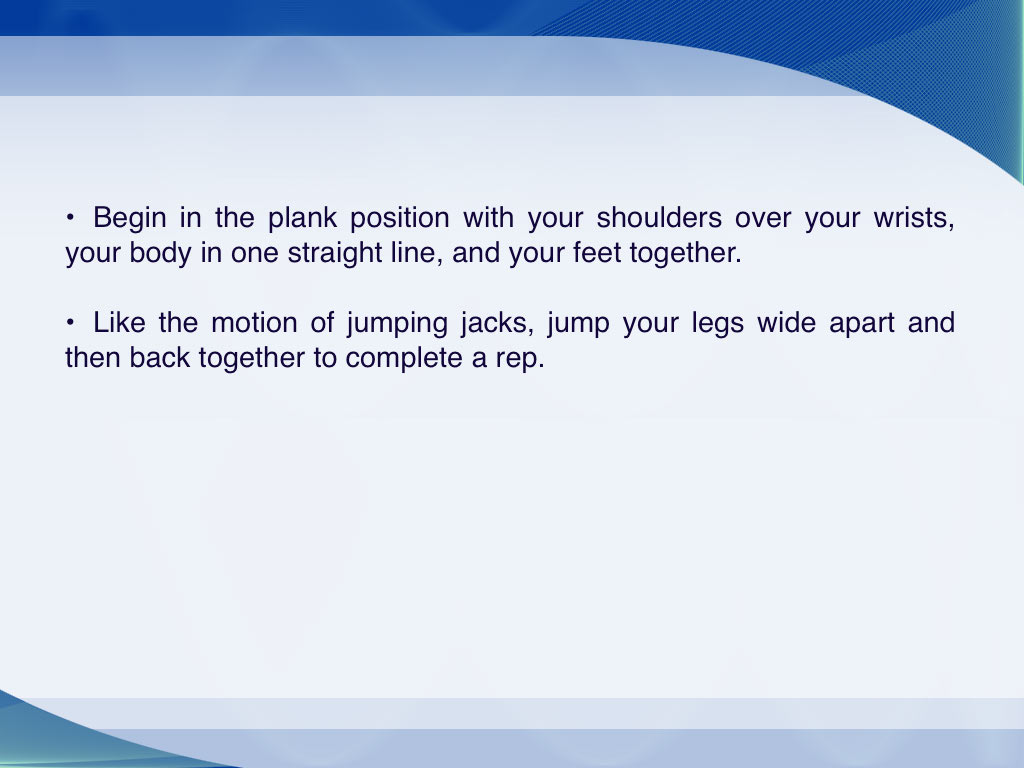 • Begin in the plank position with your shoulders over your wrists,
your body in one straight line, and your feet together.
• Like the motion of jumping jacks, jump your legs wide apart and
then back together to complete a rep.